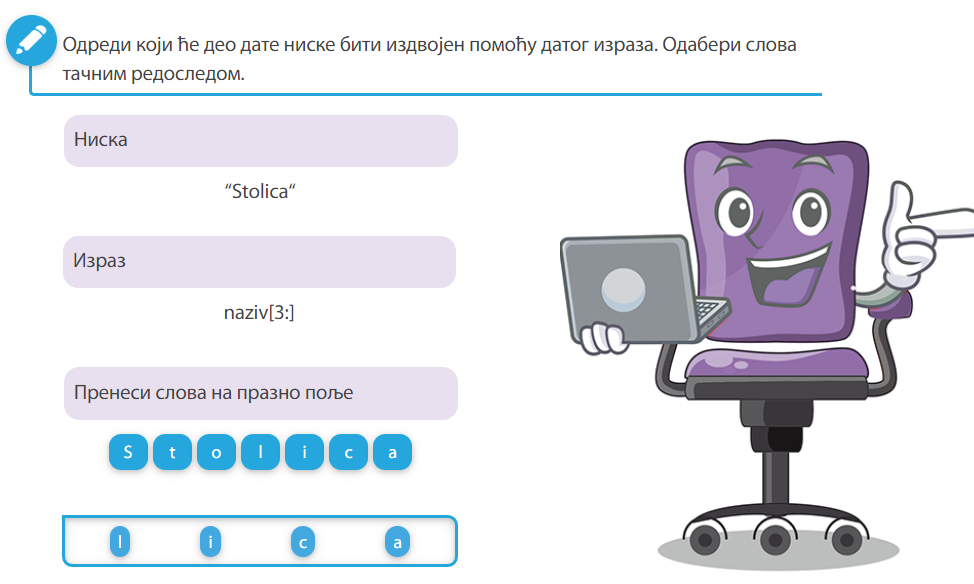 Одреди који ће део дате ниске бити издвојен помоћу датог израза. Одабери слова
тачним редоследом.
Ниска
“Stolica“
Израз
naziv[3:]
Пренеси слова на празно поље
S t o l i c a
l i c a